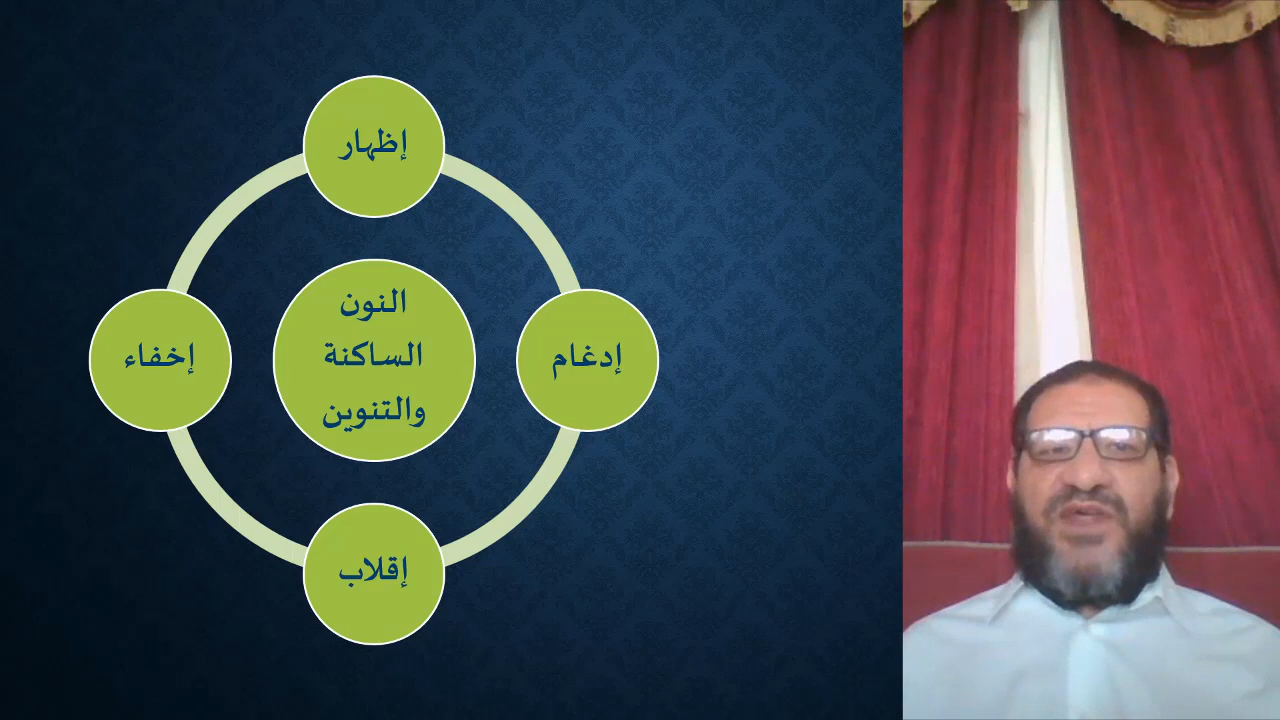 إظهار
النون
الساكنة
والتنوين
إدغام
إخفاء
إقلاب